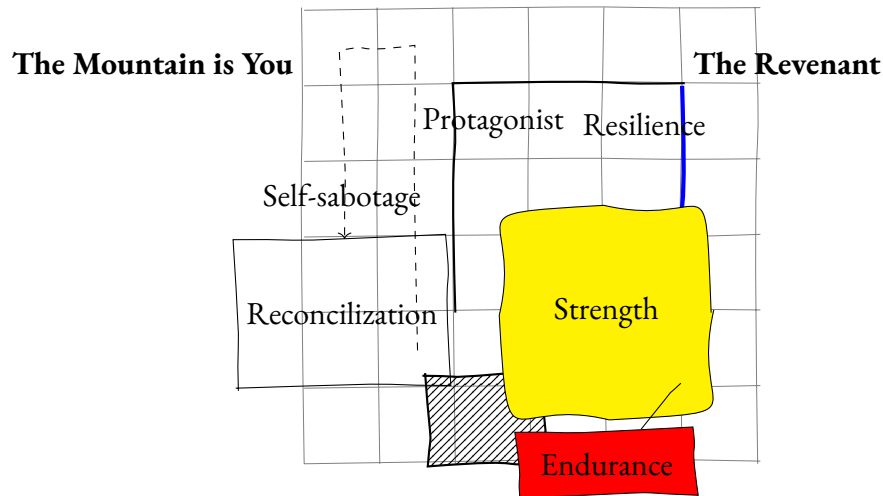 The Mountain is You
The Revenant
Protagonist
Resilience
Self-sabotage
Reconcilization
Strength
Endurance